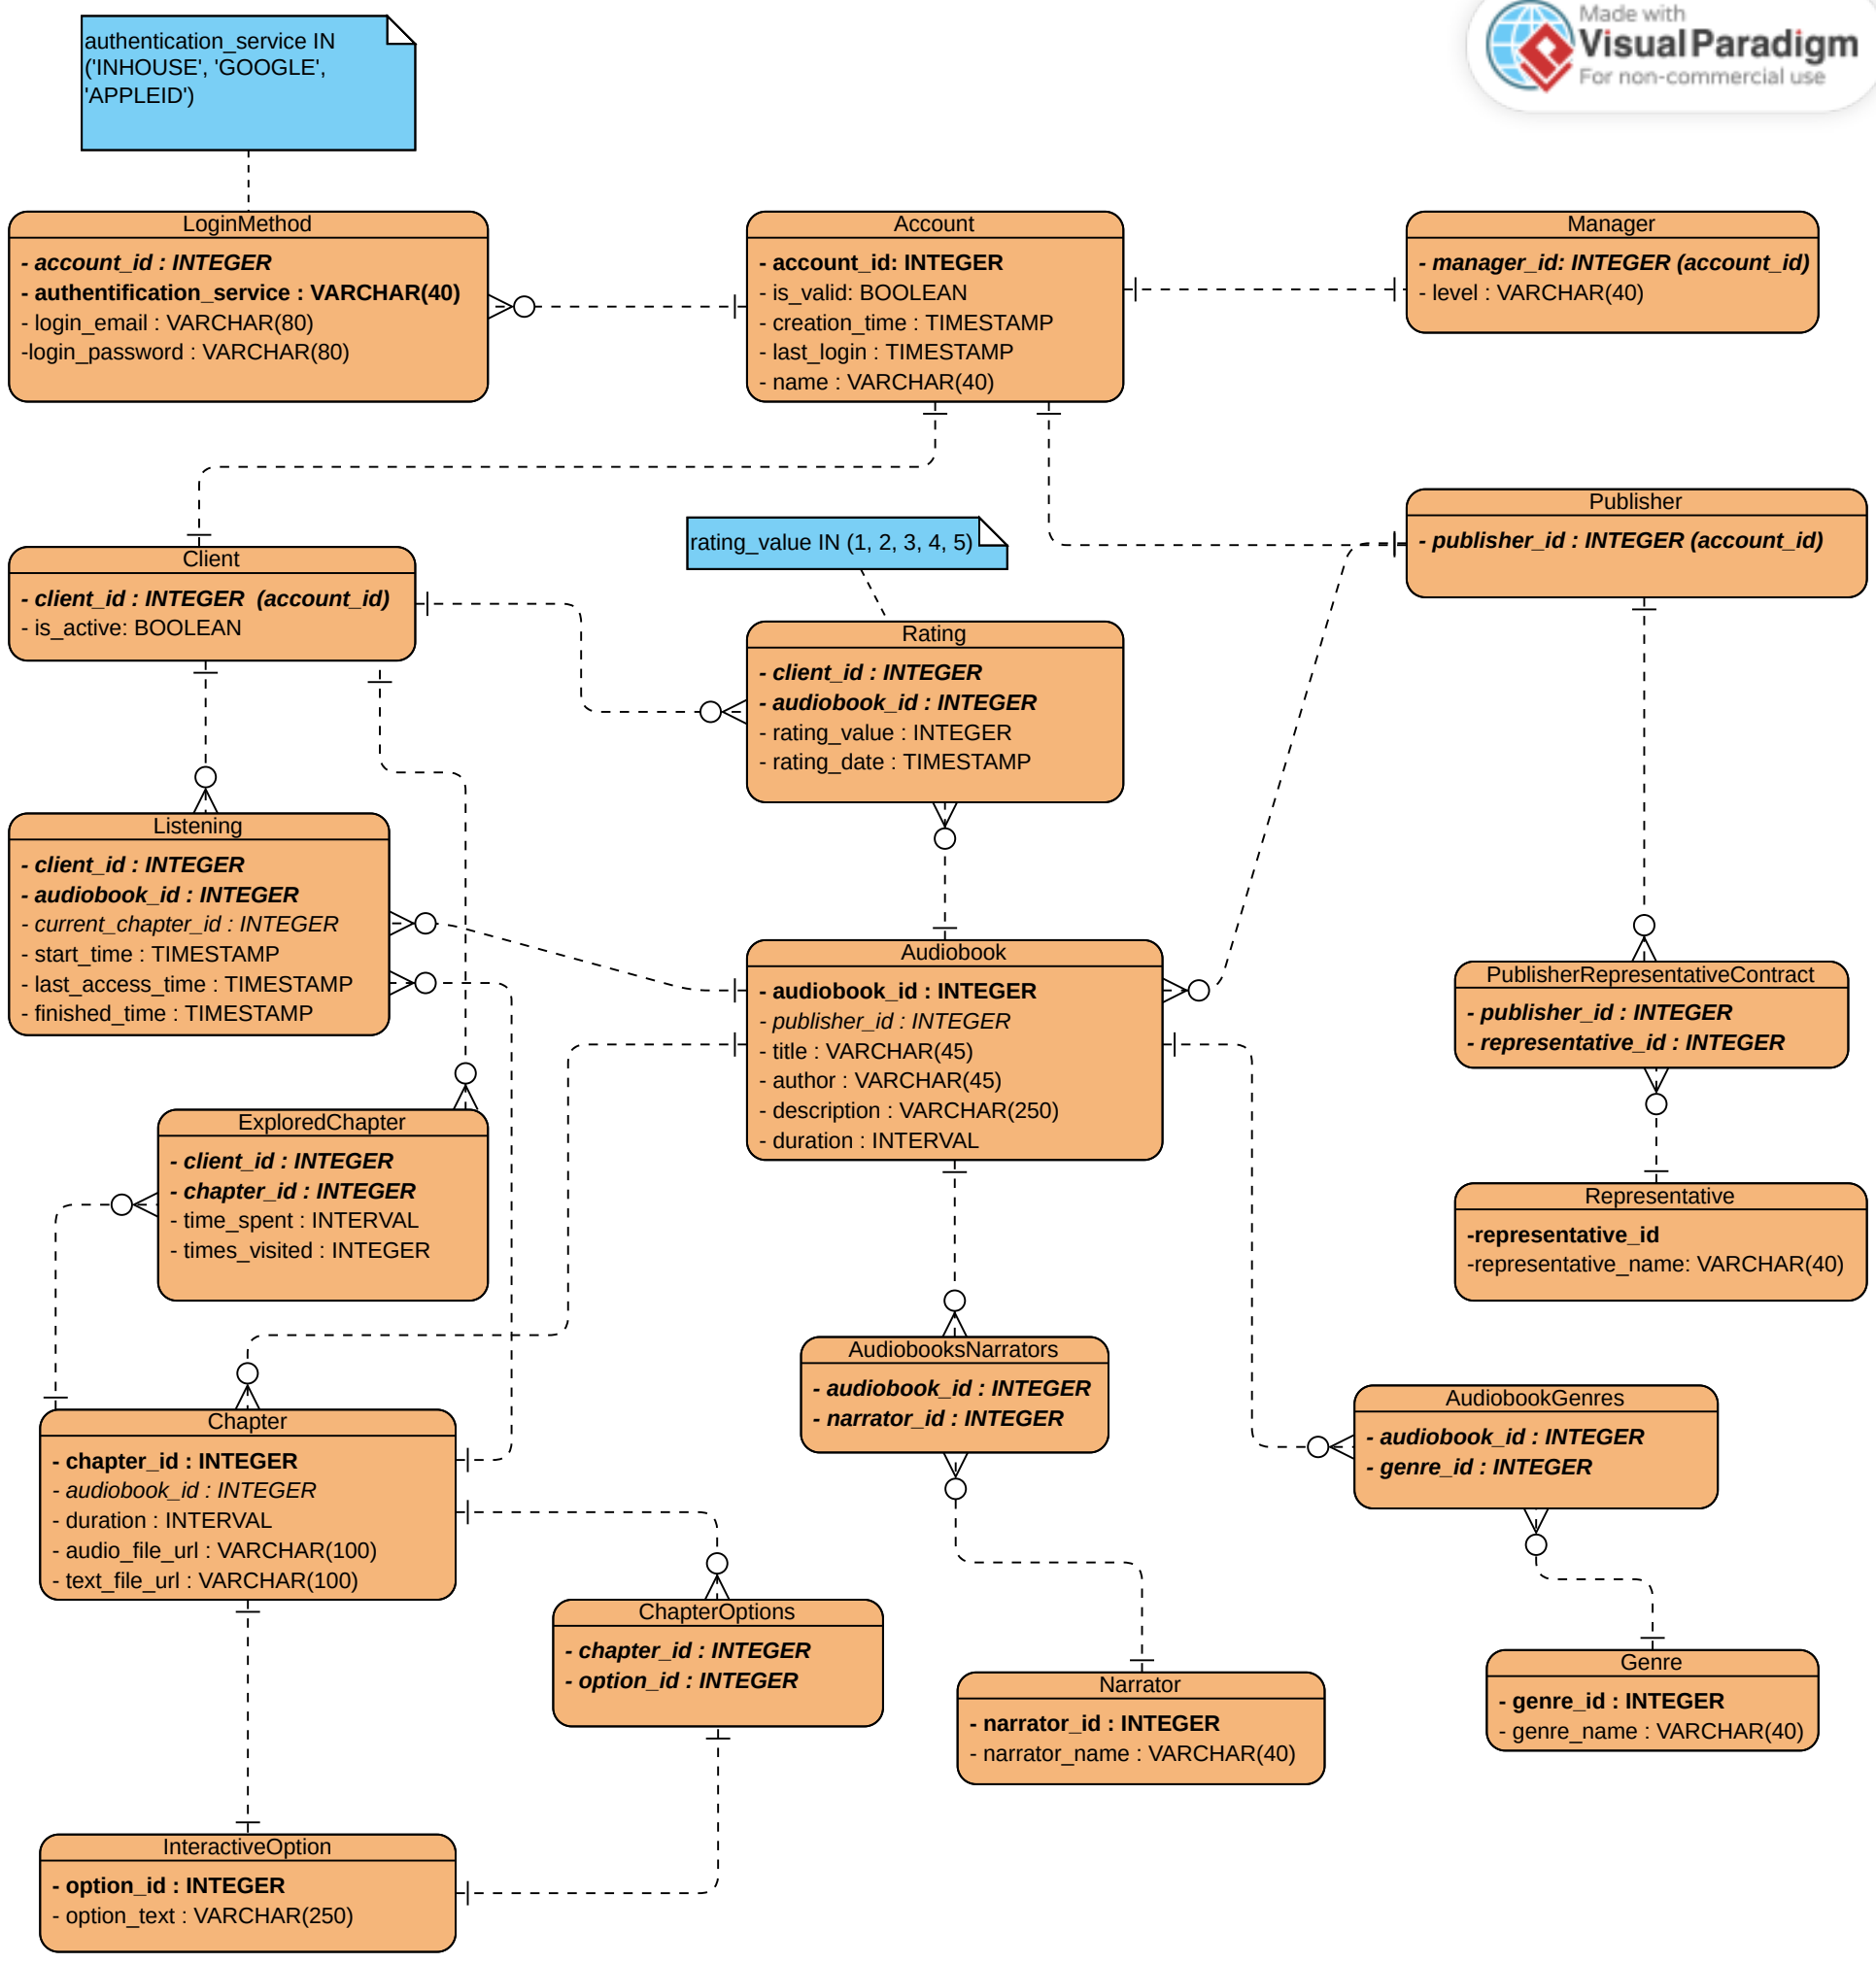 authentication_service IN
('INHOUSE', 'GOOGLE',
'APPLEID')
Made with
Visual Paradigm
For non-commercial use
LoginMethod
- account_id : INTEGER
- authentification_service : VARCHAR(40)
- login_email : VARCHAR(80)
-login_password : VARCHAR(80)
Account
- account_id: INTEGER
- is_valid: BOOLEAN
- creation_time : TIMESTAMP
- last_login : TIMESTAMP
- name : VARCHAR(40)
Manager
- manager_id: INTEGER (account_id)
- level : VARCHAR(40)
Client
- client_id : INTEGER (account_id)
- is_active: BOOLEAN
rating_value IN (1, 2, 3, 4, 5)
Publisher
- publisher_id : INTEGER (account_id)
Rating
- client_id : INTEGER
- audiobook_id : INTEGER
- rating_value : INTEGER
- rating_date : TIMESTAMP
Listening
- client_id : INTEGER
- audiobook_id : INTEGER
- current_chapter_id : INTEGER
- start_time : TIMESTAMP
- last_access_time : TIMESTAMP
- finished_time : TIMESTAMP
Audiobook
- audiobook_id : INTEGER
- publisher_id : INTEGER
- title : VARCHAR(45)
- author : VARCHAR(45)
- description : VARCHAR(250)
- duration : INTERVAL
PublisherRepresentativeContract
- publisher_id : INTEGER
- representative_id : INTEGER
ExploredChapter
- client_id : INTEGER
- chapter_id : INTEGER
- time_spent : INTERVAL
- times_visited : INTEGER
Representative
-representative_id
-representative_name: VARCHAR(40)
AudiobooksNarrators
- audiobook_id : INTEGER
- narrator_id : INTEGER
AudiobookGenres
- audiobook_id : INTEGER
- genre_id : INTEGER
Chapter
- chapter_id : INTEGER
- audiobook_id : INTEGER
- duration : INTERVAL
- audio_file_url : VARCHAR(100)
- text_file_url : VARCHAR(100)
ChapterOptions
- chapter_id : INTEGER
- option_id : INTEGER
Narrator
- narrator_id : INTEGER
- narrator_name : VARCHAR(40)
Genre
- genre_id : INTEGER
- genre_name : VARCHAR(40)
InteractiveOption
- option_id : INTEGER
- option_text : VARCHAR(250)